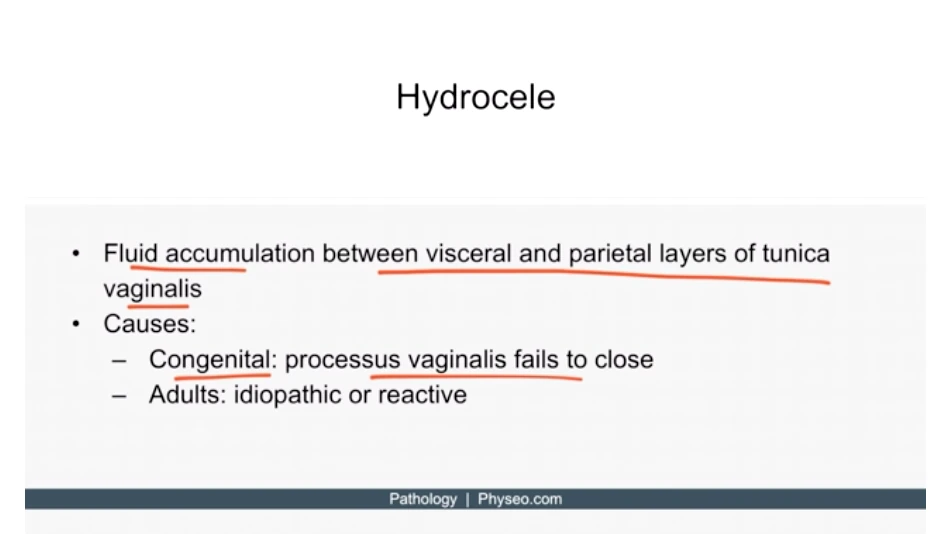 Hydrocele
• Fluid accumulation between visceral and parietal layers of tunica
vaginalis
• Causes:
– Congenital: processus vaginalis fails to close
– Adults: idiopathic or reactive
Pathology | Physeo.com